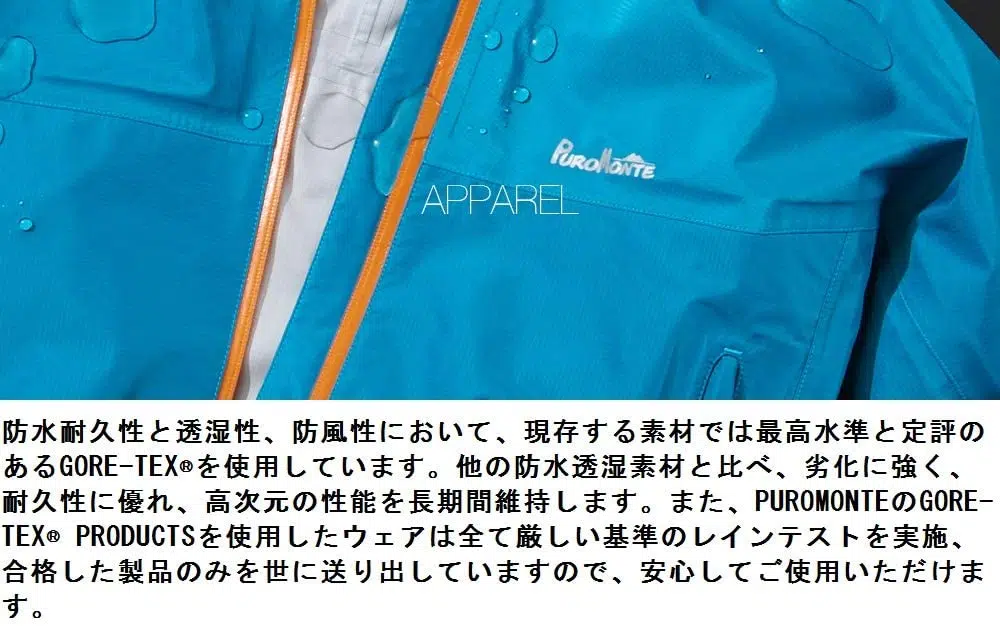 PUROMONTE
APPAREL
防水耐久性と透湿性、防風性において、現存する素材では最高水準と定評の
あるGORE-TEX®を使用しています。他の防水透湿素材と比べ、劣化に強く、
耐久性に優れ、高次元の性能を長期間維持します。また、PUROMONTEのGORE-
TEX® PRODUCTSを使用したウェアは全て厳しい基準のレインテストを実施、
合格した製品のみを世に送り出していますので、安心してご使用いただけま
す。